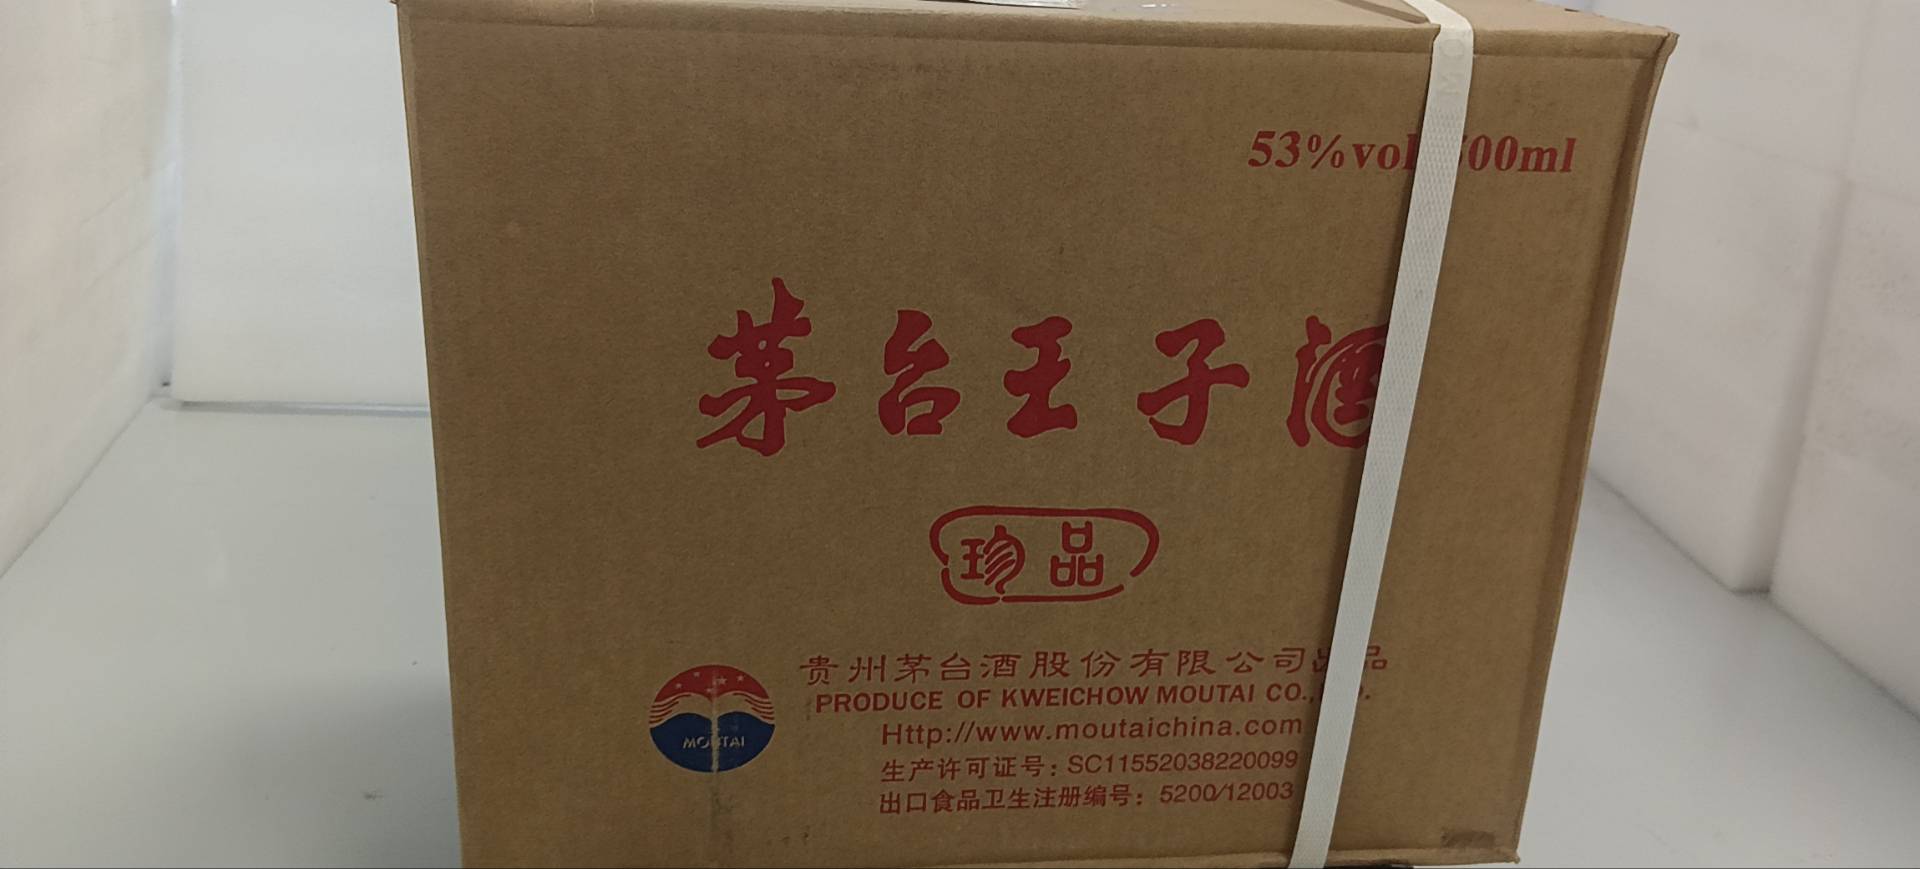 53%vol 500ml
茅台王子酒
珍品
贵州茅台酒股份有限公司出品
PRODUCE OF KWEICHOW MOUTAI CO.,
Http://www.moutaichina.com
MOUTAI
生产许可证号：SC11552038220099
出口食品卫生注册编号：5200/12003